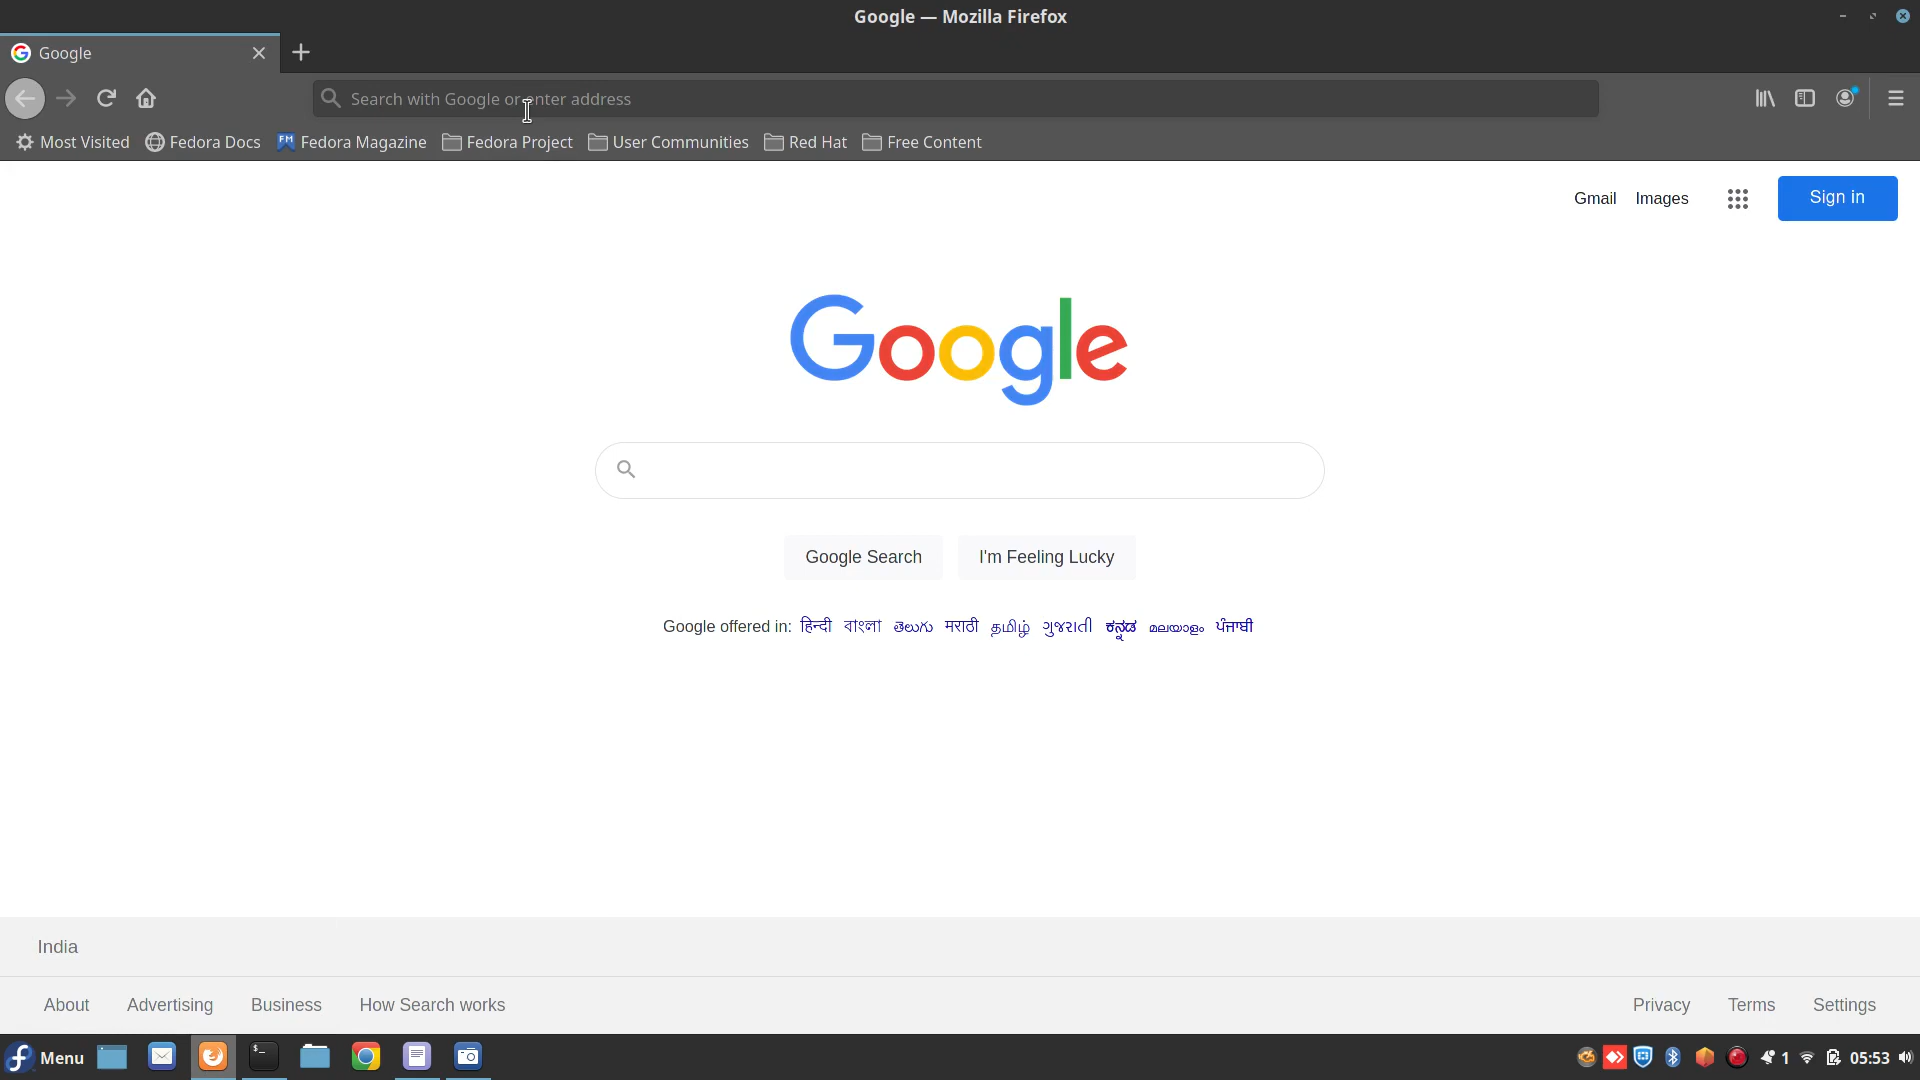 Google — Mozilla Firefox
Google
Search with Google or enter address
Most Visited Fedora Docs FM Fedora Magazine Fedora Project User Communities Red Hat Free Content
Gmail Images Sign in
Google
Google Search I'm Feeling Lucky
Google offered in: हिन्दी বাংলা తెలుగు मराठी தமிழ் ગુજરાતી ಕನ್ನಡ മലയാളം ਪੰਜਾਬੀ
India
About Advertising Business How Search works Privacy Terms Settings
Menu 1 05:53